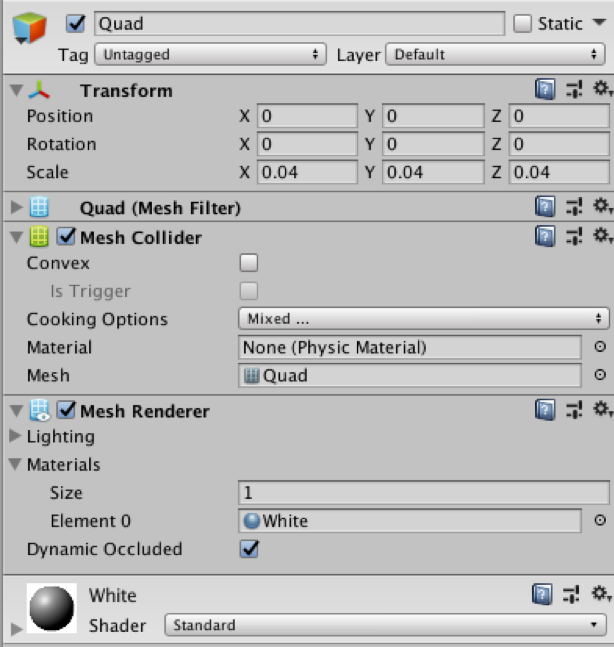 Quad Static
Tag Untagged Layer Default
Transform
Position X 0 Y 0 Z 0
Rotation X 0 Y 0 Z 0
Scale X 0.04 Y 0.04 Z 0.04
Quad (Mesh Filter)
Mesh Collider
Convex
Is Trigger
Cooking Options Mixed ...
Material None (Physic Material)
Mesh Quad
Mesh Renderer
Lighting
Materials
Size 1
Element 0 White
Dynamic Occluded
White
Shader Standard